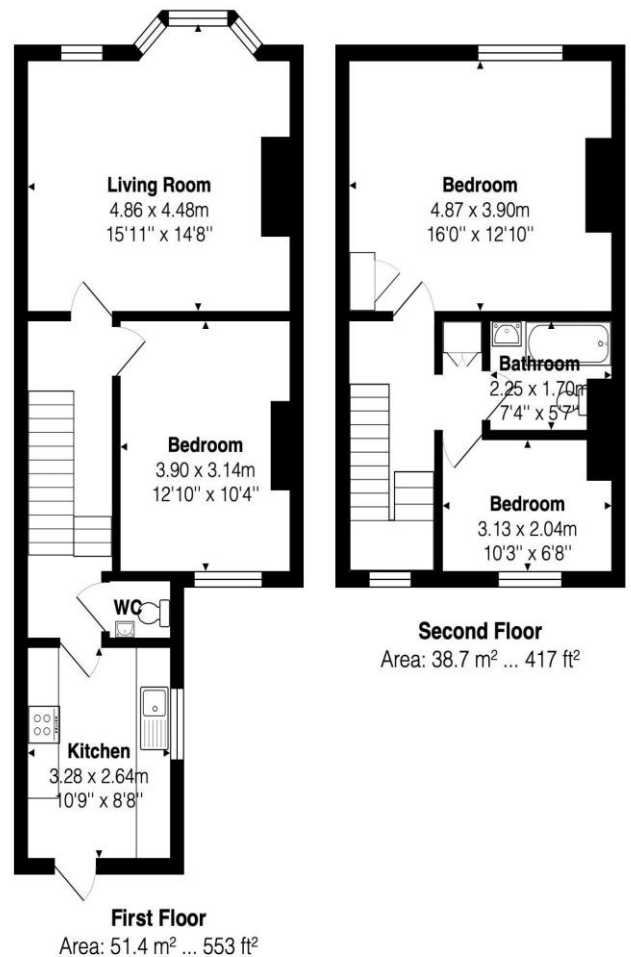 Living Room
4.86 x 4.48m
15'11'' x 14'8''
Bedroom
3.90 x 3.14m
12'10'' x 10'4''
WC
Kitchen
3.28 x 2.64m
10'9'' x 8'8''
First Floor
Area: 51.4 m² ... 553 ft²
Bedroom
4.87 x 3.90m
16'0'' x 12'10''
Bathroom
2.25 x 1.70m
7'4'' x 5'7''
Bedroom
3.13 x 2.04m
10'3'' x 6'8''
Second Floor
Area: 38.7 m² ... 417 ft²